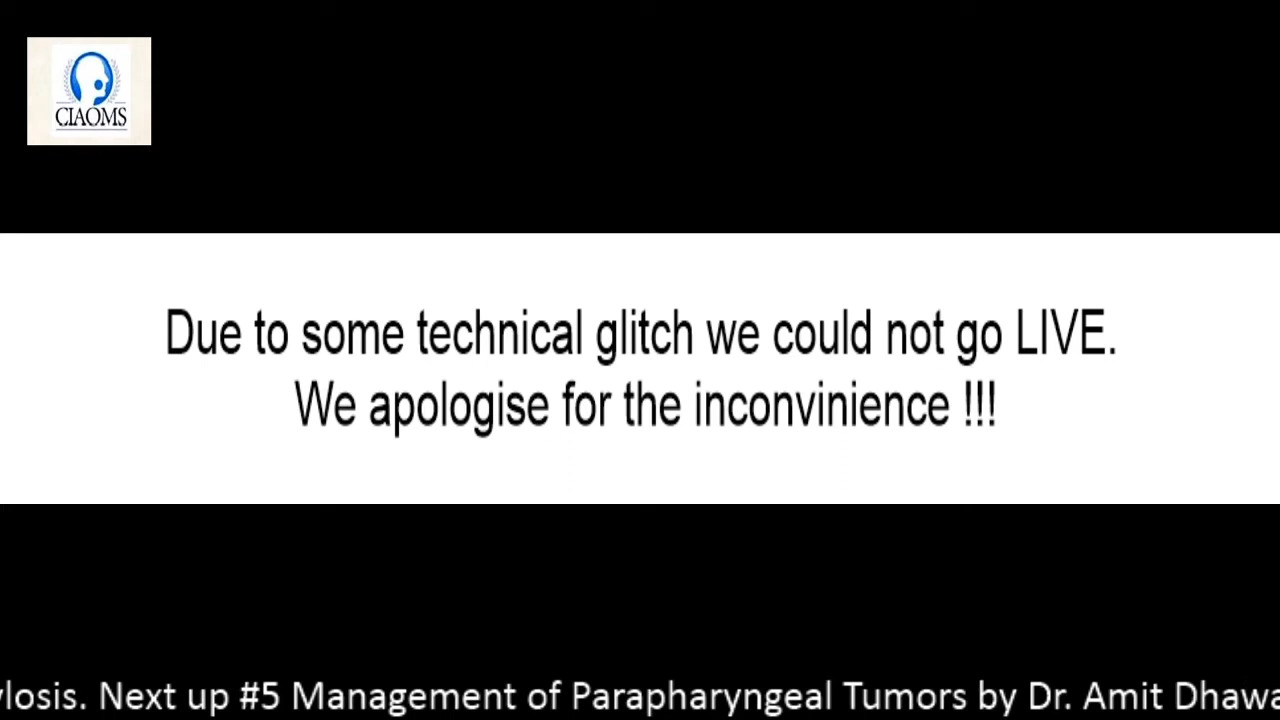 CIAOMS
Due to some technical glitch we could not go LIVE.
We apologise for the inconvinience !!!
ylosis. Next up #5 Management of Parapharyngeal Tumors by Dr. Amit Dhawa